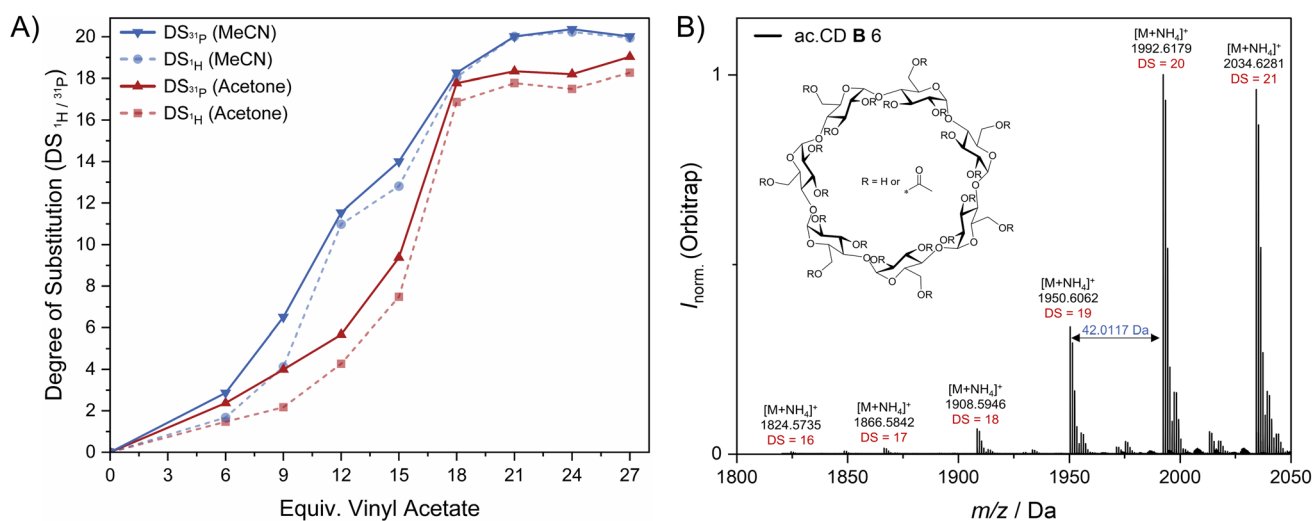 A)
Degree of Substitution (DS 1H / 31P)
20
18
16
14
12
10
8
6
4
2
0
DS31P (MeCN)
DS1H (MeCN)
DS31P (Acetone)
DS1H (Acetone)
0 6 9 12 15 18 21 24 27
Equiv. Vinyl Acetate
B)
Inorm. (Orbitrap)
1
0
ac.CD B 6
OR
RO
R = H or
O
*
[M+NH4]+
1824.5735
DS = 16
[M+NH4]+
1866.5842
DS = 17
[M+NH4]+
1908.5946
DS = 18
[M+NH4]+
1950.6062
DS = 19
42.0117 Da
[M+NH4]+
1992.6179
DS = 20
[M+NH4]+
2034.6281
DS = 21
1800 1850 1900 1950 2000 2050
m/z / Da